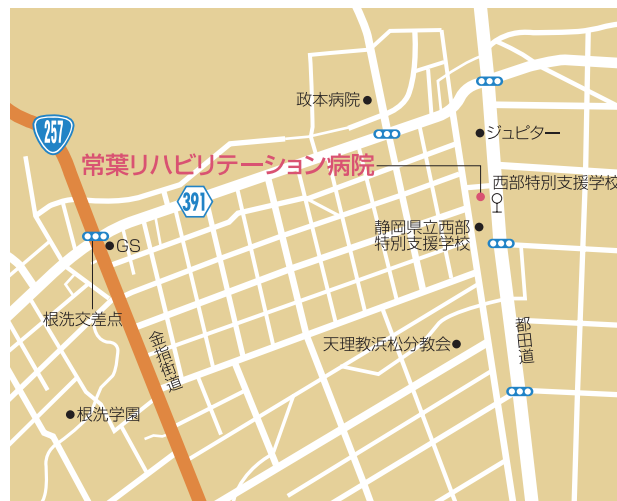 政本病院
257
ジュピター
常葉リハビリテーション病院
西部特別支援学校
391
静岡県立西部
特別支援学校
GS
根洗交差点
都田道
金指街道
天理教浜松分教会
根洗学園